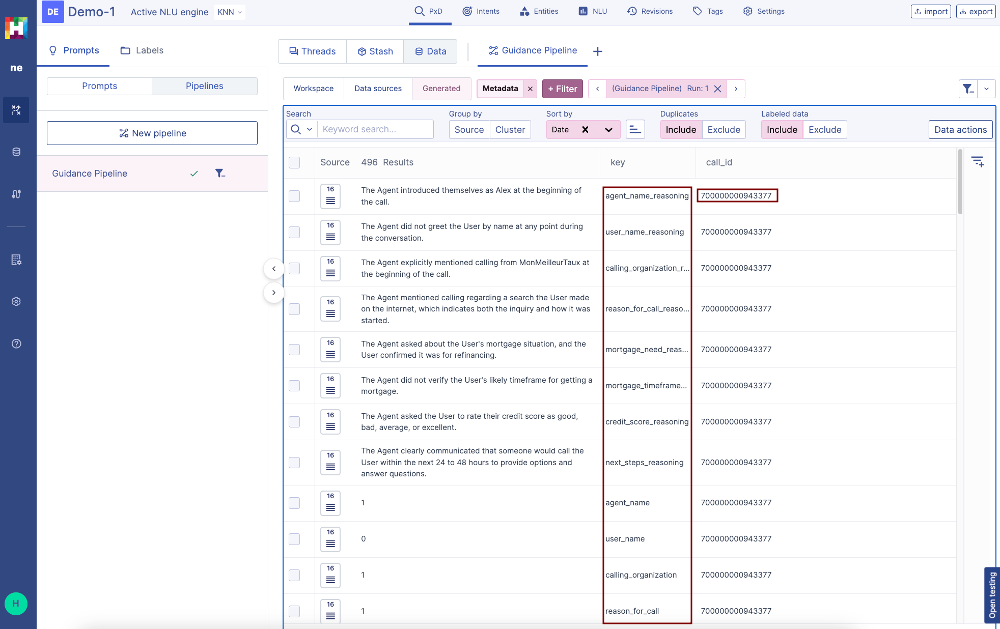 DE
Demo-1
Active NLU engine
KNN
PxD
Intents
Entities
NLU
Revisions
Tags
Settings
import
export
H
ne
Prompts
Labels
Threads
Stash
Data
Guidance Pipeline
Prompts
Pipelines
Workspace
Data sources
Generated
Metadata
+ Filter
(Guidance Pipeline) Run: 1
New pipeline
Guidance Pipeline
Search
Group by
Sort by
Duplicates
Labeled data
Keyword search...
Source
Cluster
Date
Include
Exclude
Include
Exclude
Data actions
Source
496 Results
key
call_id
16
The Agent introduced themselves as Alex at the beginning of
the call.
agent_name_reasoning
700000000943377
16
The Agent did not greet the User by name at any point during
the conversation.
user_name_reasoning
700000000943377
16
The Agent explicitly mentioned calling from MonMeilleurTaux at
the beginning of the call.
calling_organization_r...
700000000943377
16
The Agent mentioned calling regarding a search the User made
on the internet, which indicates both the inquiry and how it was
started.
reason_for_call_reaso...
700000000943377
16
The Agent asked about the User's mortgage situation, and the
User confirmed it was for refinancing.
mortgage_need_reas...
700000000943377
16
The Agent did not verify the User's likely timeframe for getting a
mortgage.
mortgage_timeframe...
700000000943377
16
The Agent asked the User to rate their credit score as good,
bad, average, or excellent.
credit_score_reasoning
700000000943377
16
The Agent clearly communicated that someone would call the
User within the next 24 to 48 hours to provide options and
answer questions.
next_steps_reasoning
700000000943377
16
1
agent_name
700000000943377
16
0
user_name
700000000943377
16
1
calling_organization
700000000943377
16
1
reason_for_call
700000000943377
Open testing
H